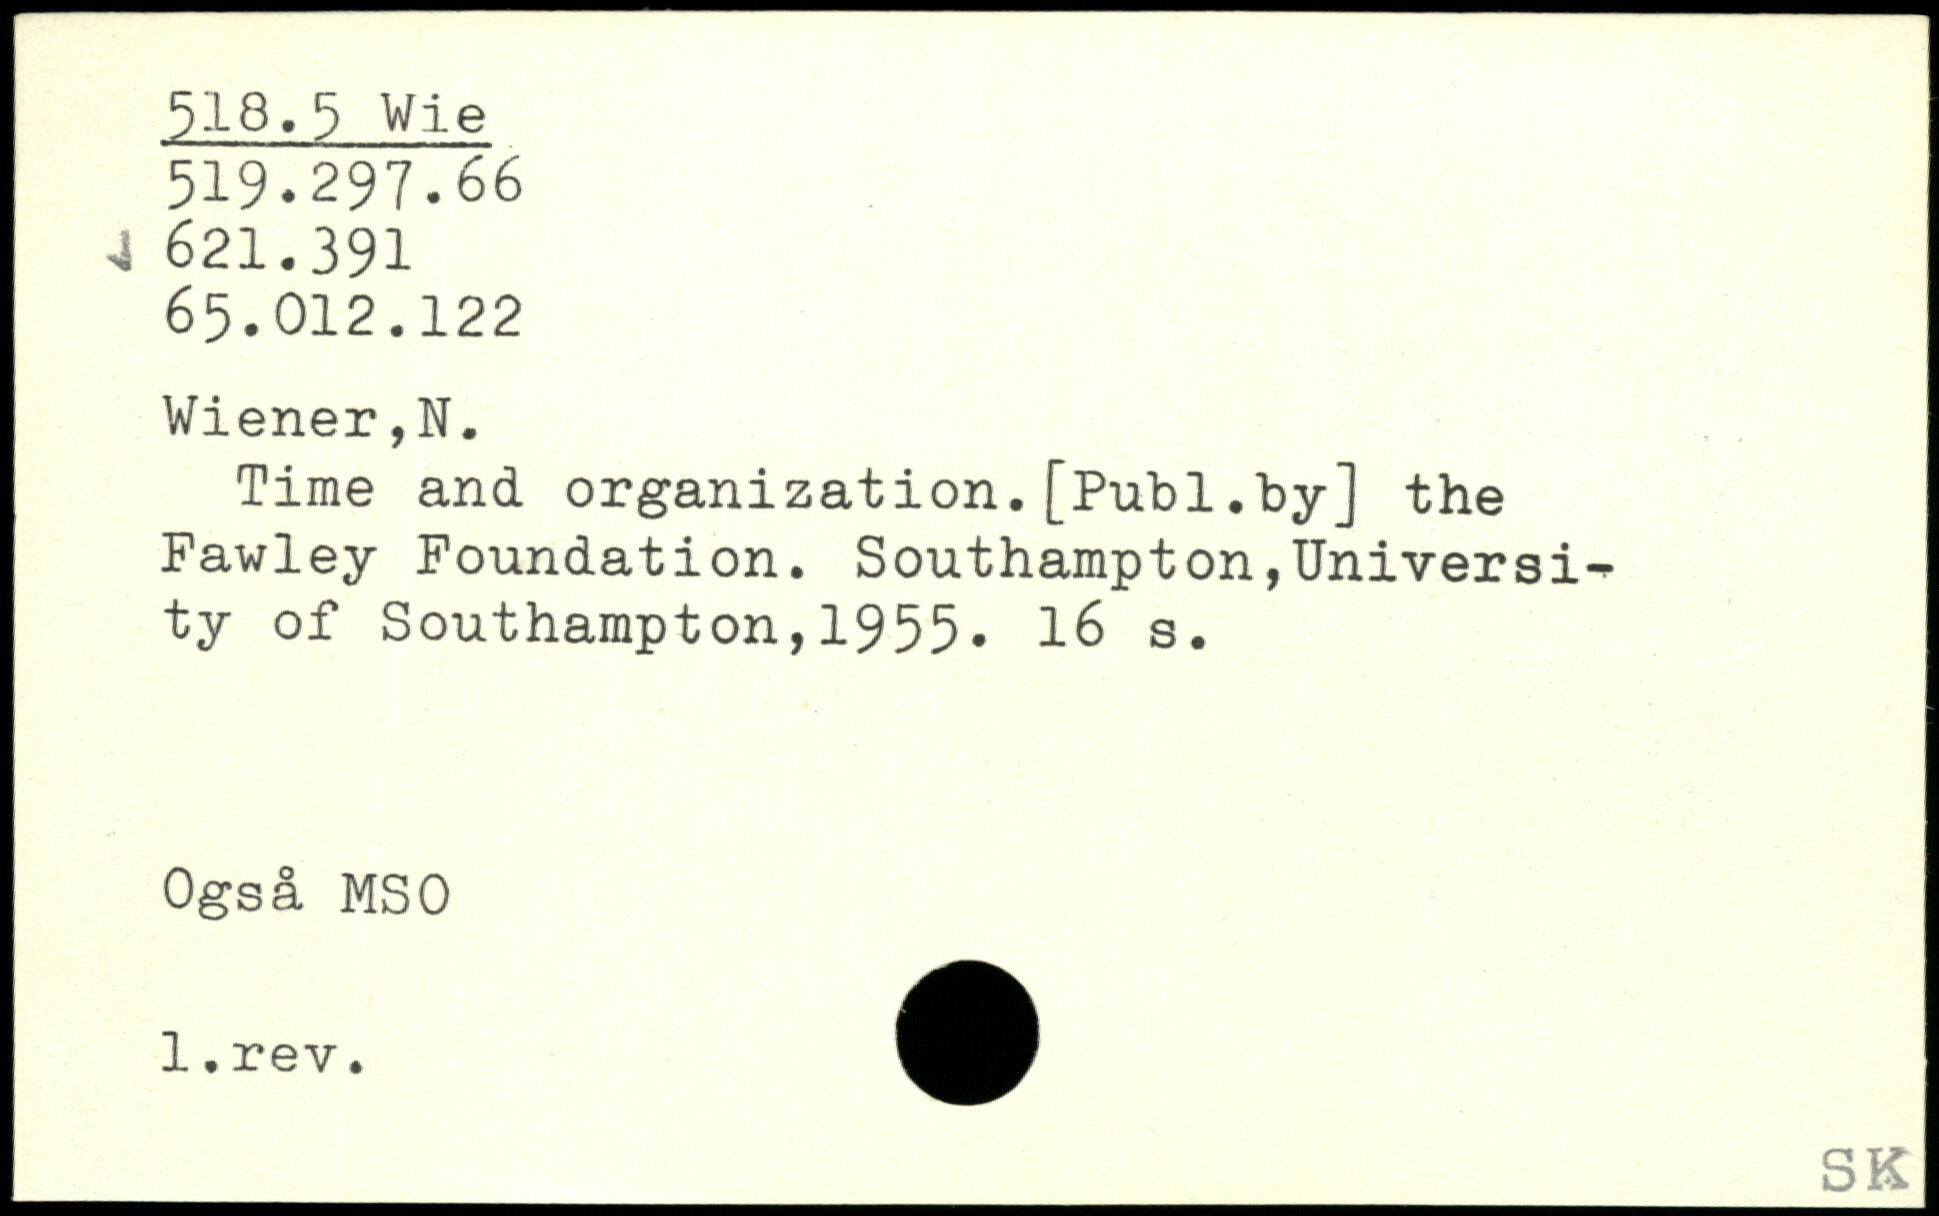 518.5 Wie
519.297.66
621.391
65.012.122
Wiener,N.
Time and organization.[Publ.by] the
Fawley Foundation. Southampton,Universi-
ty of Southampton,1955. 16 s.
Også MSO
1.rev.
SK